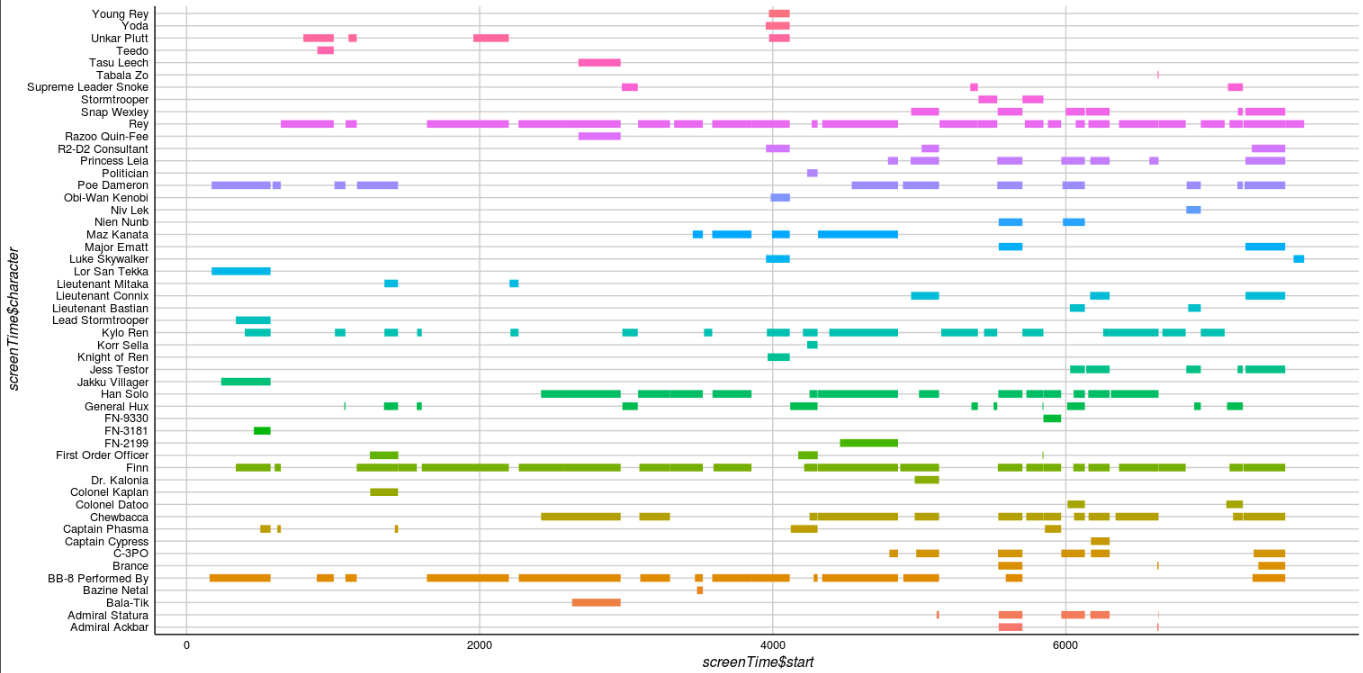 Young Rey
Yoda
Unkar Plutt
Teedo
Tasu Leech
Tabala Zo
Supreme Leader Snoke
Stormtrooper
Snap Wexley
Rey
Razoo Quin-Fee
R2-D2 Consultant
Princess Leia
Politician
Poe Dameron
Obi-Wan Kenobi
Niv Lek
Nien Nunb
Maz Kanata
Major Ematt
Luke Skywalker
Lor San Tekka
Lieutenant Mitaka
Lieutenant Connix
Lieutenant Bastian
Lead Stormtrooper
Kylo Ren
Korr Sella
Knight of Ren
Jess Testor
Jakku Villager
Han Solo
General Hux
FN-9330
FN-3181
FN-2199
First Order Officer
Finn
Dr. Kalonia
Colonel Kaplan
Colonel Datoo
Chewbacca
Captain Phasma
Captain Cypress
C-3PO
Brance
BB-8 Performed By
Bazine Netal
Bala-Tik
Admiral Statura
Admiral Ackbar
screenTime$character
0 2000 4000 6000
screenTime$start